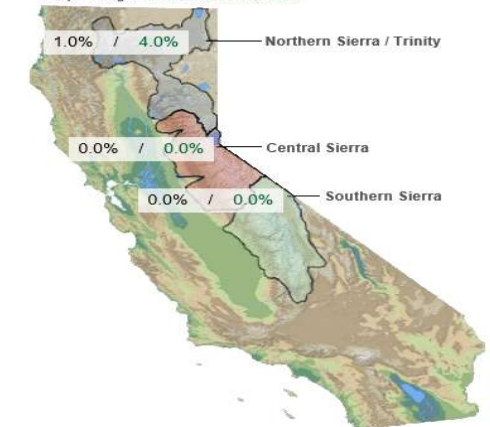 1.0% / 4.0% Northern Sierra / Trinity
0.0% / 0.0% Central Sierra
0.0% / 0.0% Southern Sierra